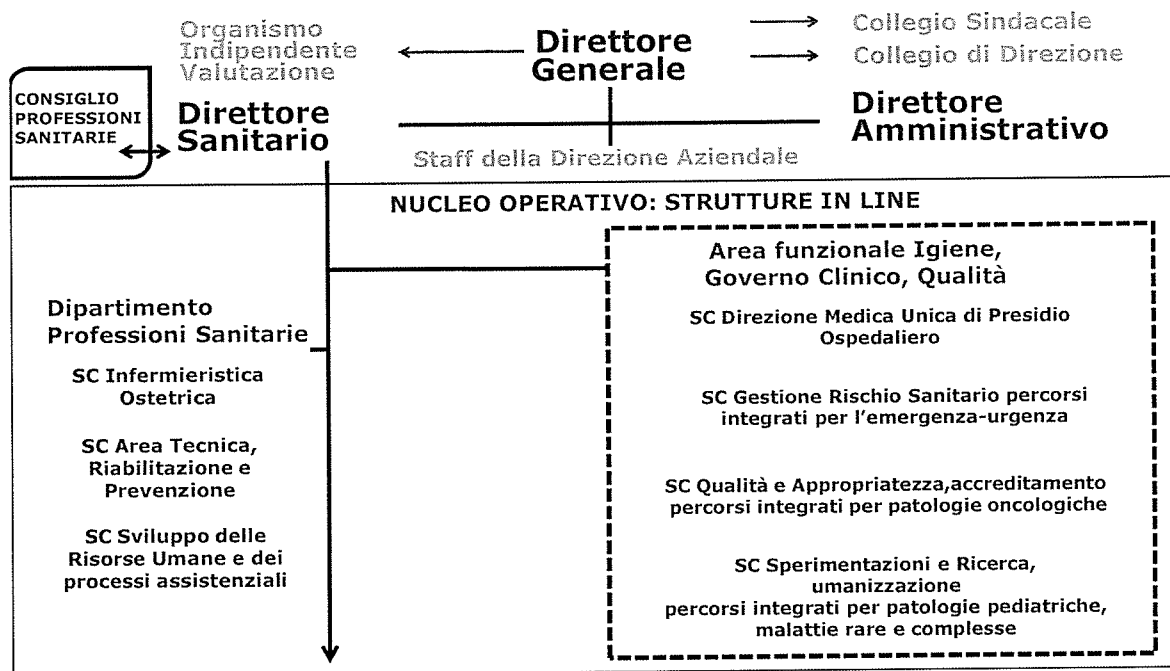 Organismo
Indipendente
Valutazione
Direttore
Generale
Collegio Sindacale
Collegio di Direzione
CONSIGLIO
PROFESSIONI
SANITARIE
Direttore
Sanitario
Direttore
Amministrativo
Staff della Direzione Aziendale
NUCLEO OPERATIVO: STRUTTURE IN LINE
Dipartimento
Professioni Sanitarie
SC Infermieristica
Ostetrica
SC Area Tecnica,
Riabilitazione e
Prevenzione
SC Sviluppo delle
Risorse Umane e dei
processi assistenziali
Area funzionale Igiene,
Governo Clinico, Qualità
SC Direzione Medica Unica di Presidio
Ospedaliero
SC Gestione Rischio Sanitario percorsi
integrati per l'emergenza-urgenza
SC Qualità e Appropriatezza,accreditamento
percorsi integrati per patologie oncologiche
SC Sperimentazioni e Ricerca,
umanizzazione
percorsi integrati per patologie pediatriche,
malattie rare e complesse